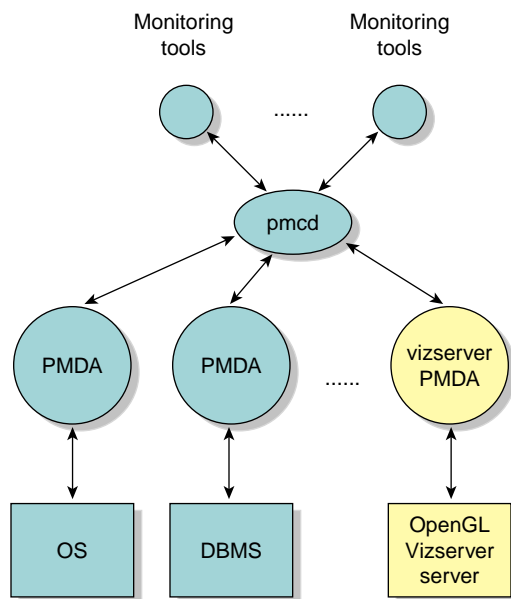 Monitoring
tools
Monitoring
tools
......
pmcd
PMDA
PMDA
......
vizserver
PMDA
OS
DBMS
OpenGL
Vizserver
server